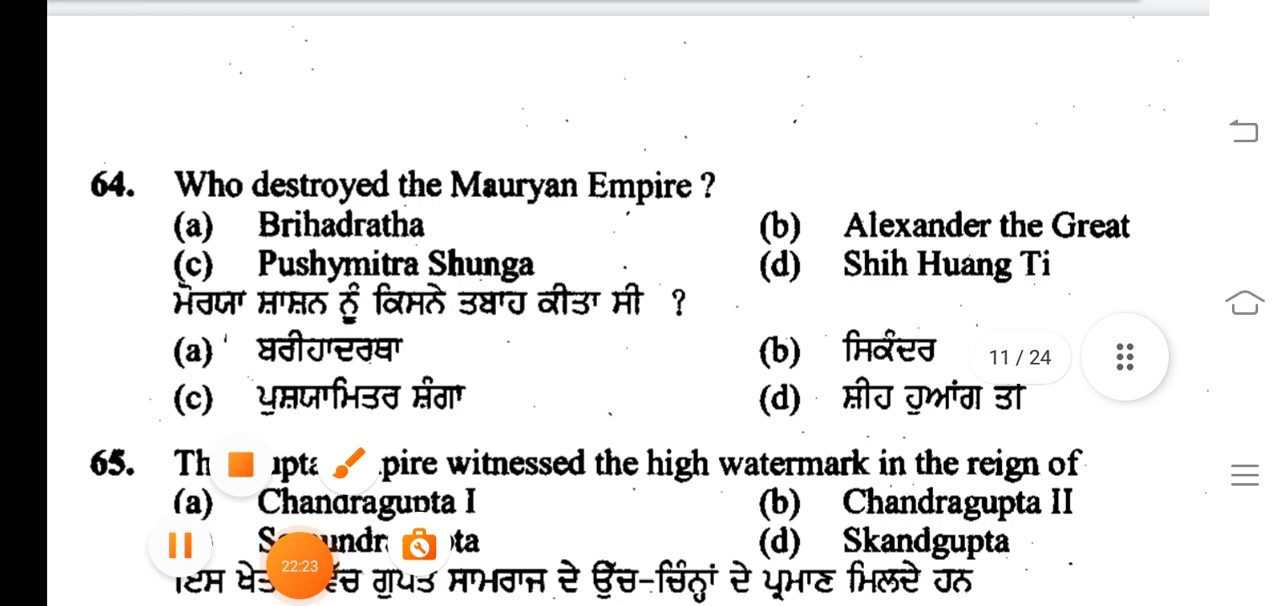 64. Who destroyed the Mauryan Empire ?
(a) Brihadratha (b) Alexander the Great
(c) Pushymitra Shunga (d) Shih Huang Ti
ਮੋਰਯਾ ਸ਼ਾਸ਼ਨ ਨੂੰ ਕਿਸਨੇ ਤਬਾਹ ਕੀਤਾ ਸੀ ?
(a) ਬਰੀਹਾਦਰਥਾ (b) ਸਿਕੰਦਰ
11 / 24
(c) ਪੁਸ਼ਯਾਮਿਤਰ ਸ਼ੰਗਾ (d) ਸ਼ੀਹ ਹੁਆਂਗ ਤੀ
65. witnessed the high watermark in the reign of
(a) Chandragupta I (b) Chandragupta II
(d) Skandgupta
22:23
ਗੁਪਤ ਸਾਮਰਾਜ ਦੇ ਉੱਚ-ਚਿੰਨ੍ਹਾਂ ਦੇ ਪ੍ਰਮਾਣ ਮਿਲਦੇ ਹਨ